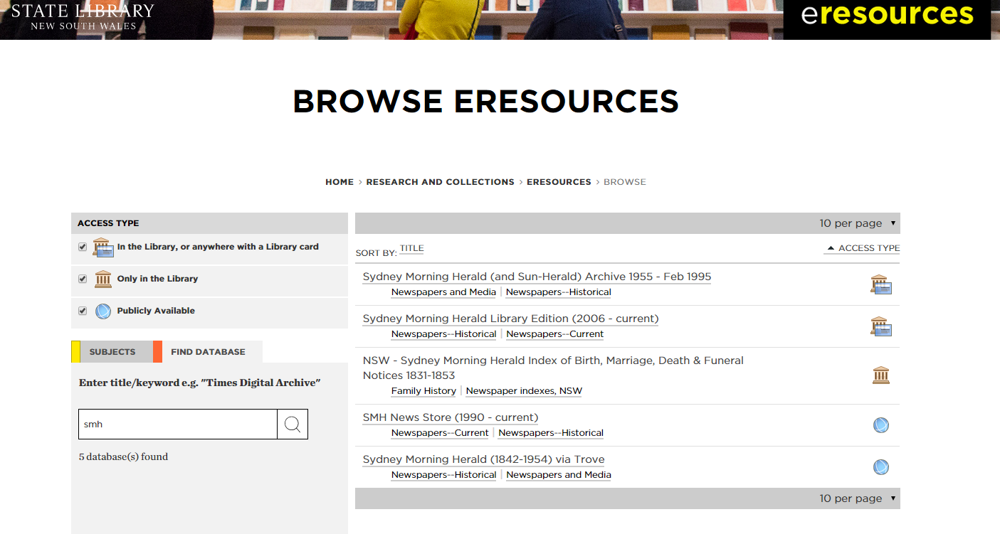 STATE LIBRARY
NEW SOUTH WALES
eresources
BROWSE ERESOURCES
HOME > RESEARCH AND COLLECTIONS > ERESOURCES > BROWSE
ACCESS TYPE
In the Library, or anywhere with a Library card
Only in the Library
Publicly Available
SUBJECTS
FIND DATABASE
Enter title/keyword e.g. "Times Digital Archive"
smh
5 database(s) found
10 per page
SORT BY: TITLE
ACCESS TYPE
Sydney Morning Herald (and Sun-Herald) Archive 1955 - Feb 1995
Newspapers and Media | Newspapers--Historical
Sydney Morning Herald Library Edition (2006 - current)
Newspapers--Historical | Newspapers--Current
NSW - Sydney Morning Herald Index of Birth, Marriage, Death & Funeral
Notices 1831-1853
Family History | Newspaper indexes, NSW
SMH News Store (1990 - current)
Newspapers--Current | Newspapers--Historical
Sydney Morning Herald (1842-1954) via Trove
Newspapers--Historical | Newspapers and Media
10 per page